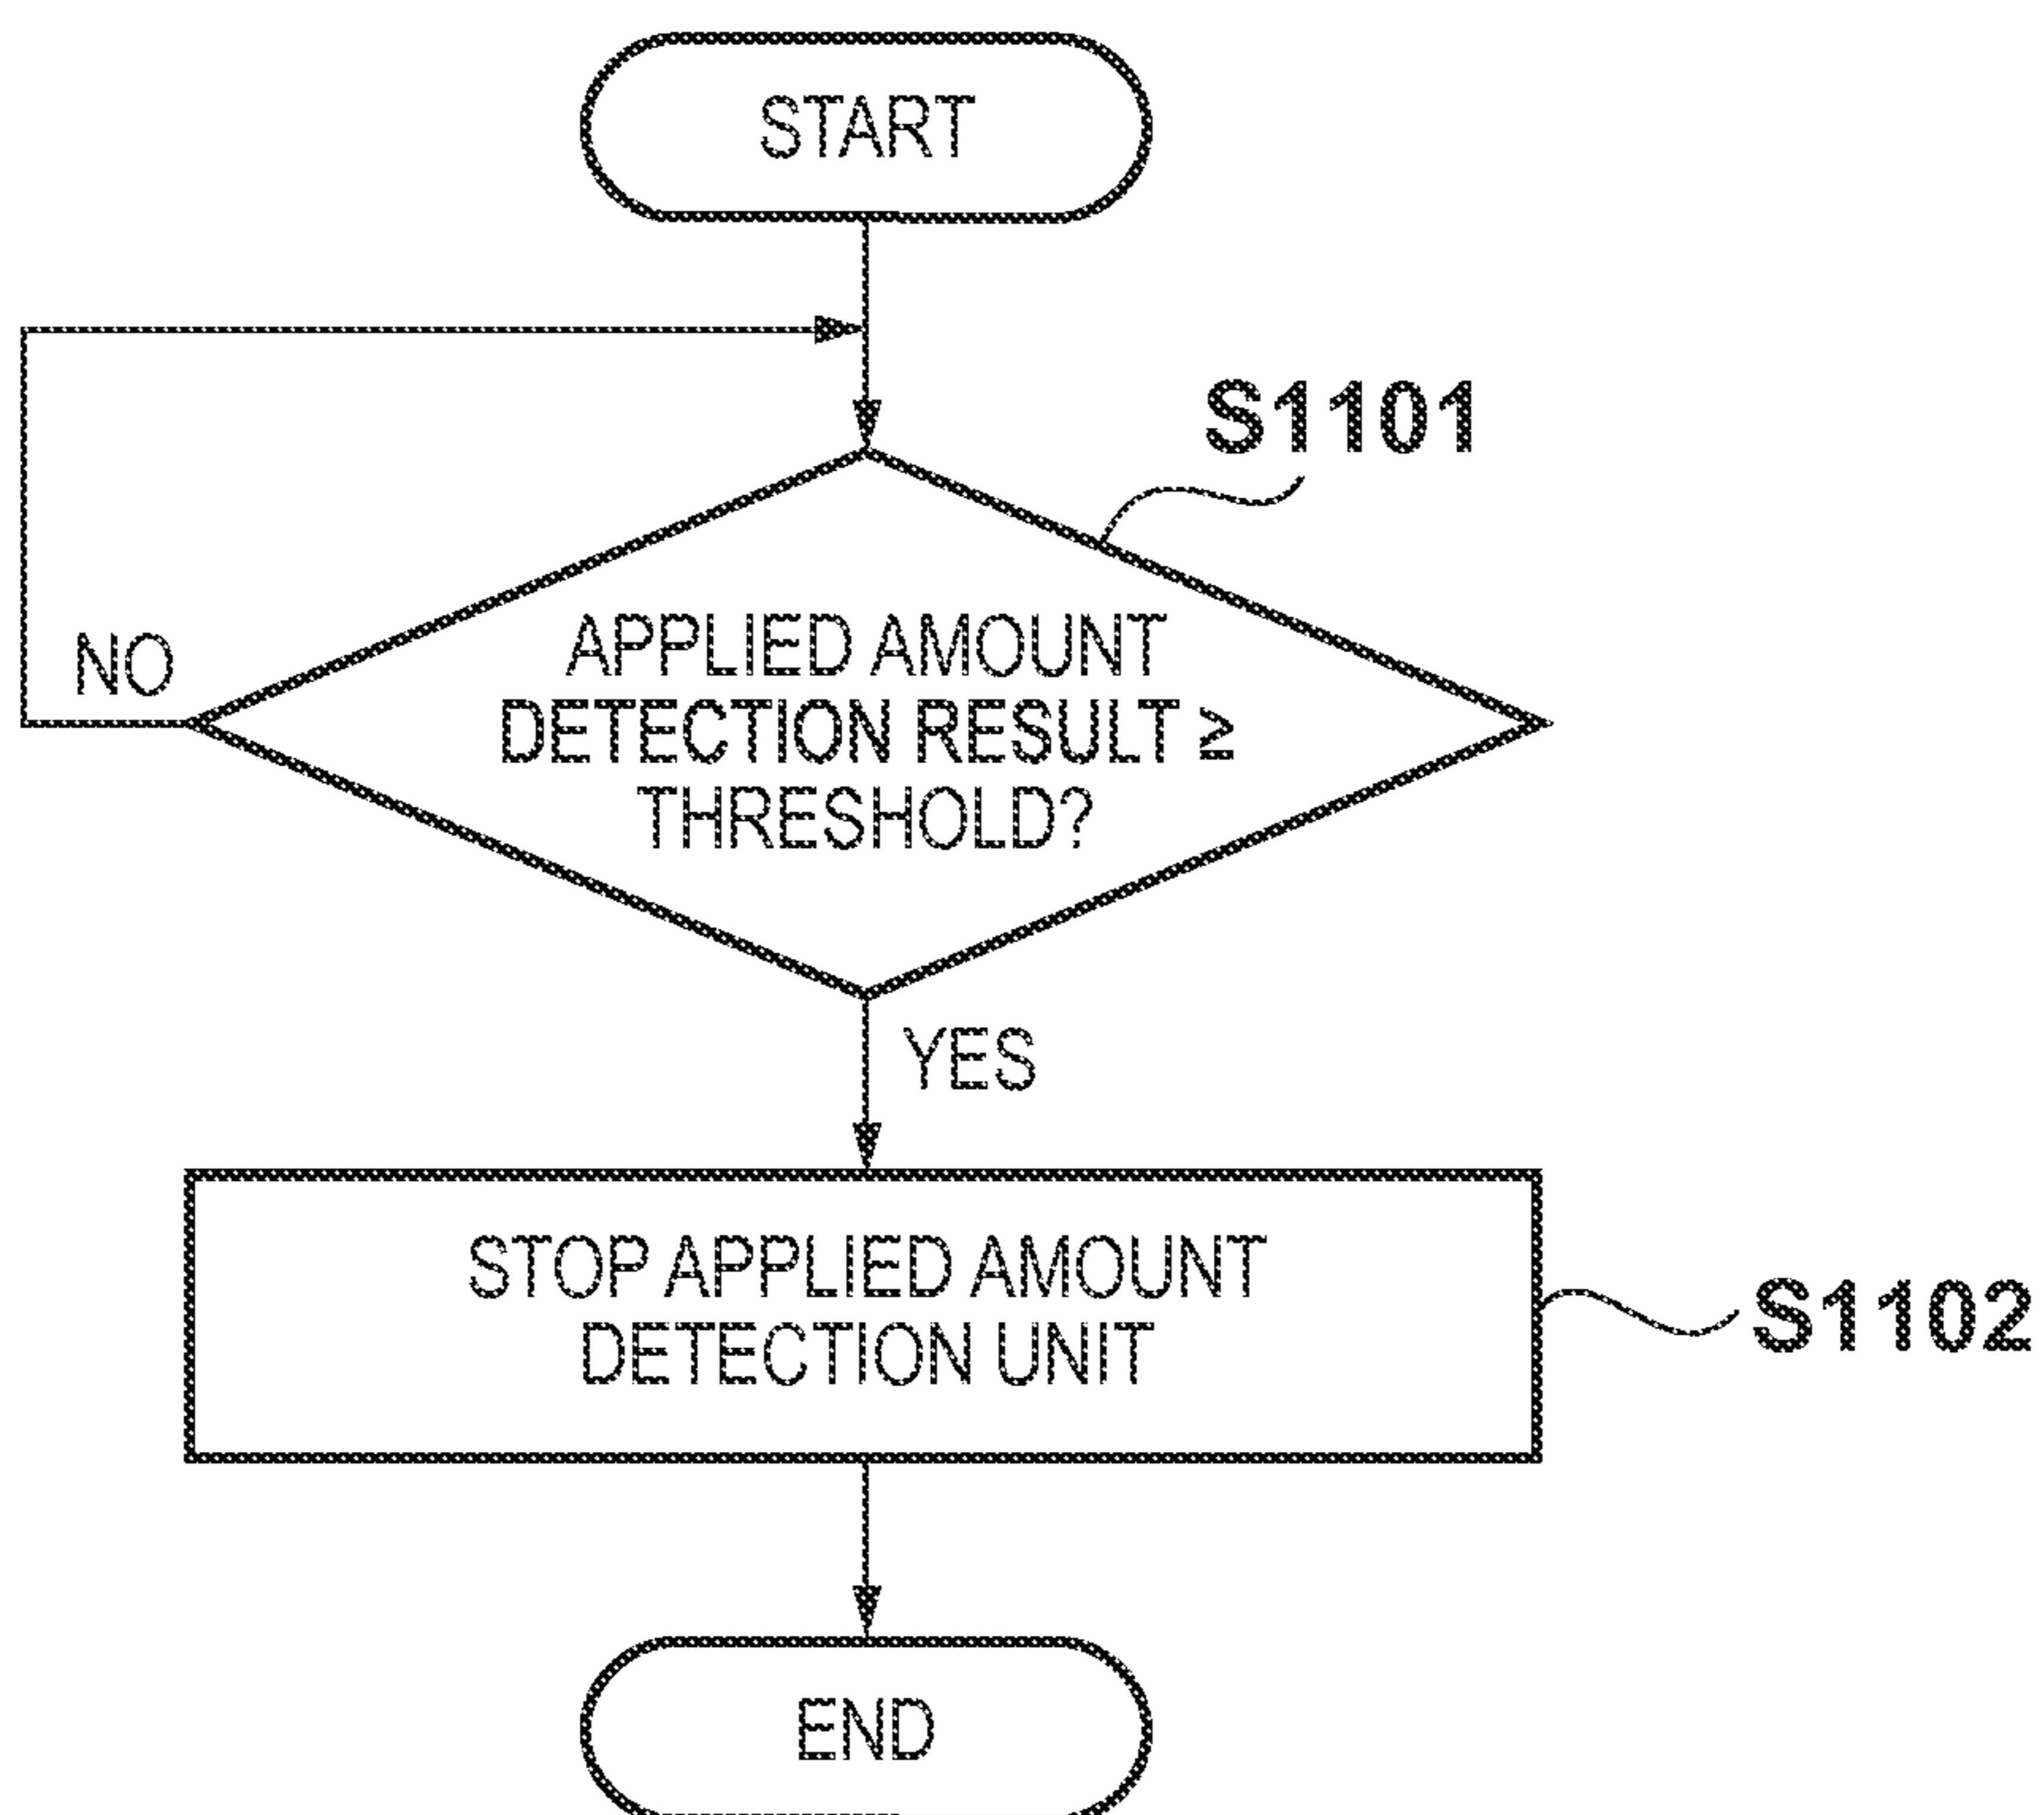 START
S1101
APPLIED AMOUNT
DETECTION RESULT ≥
THRESHOLD?
NO
YES
STOP APPLIED AMOUNT
DETECTION UNIT
S1102
END